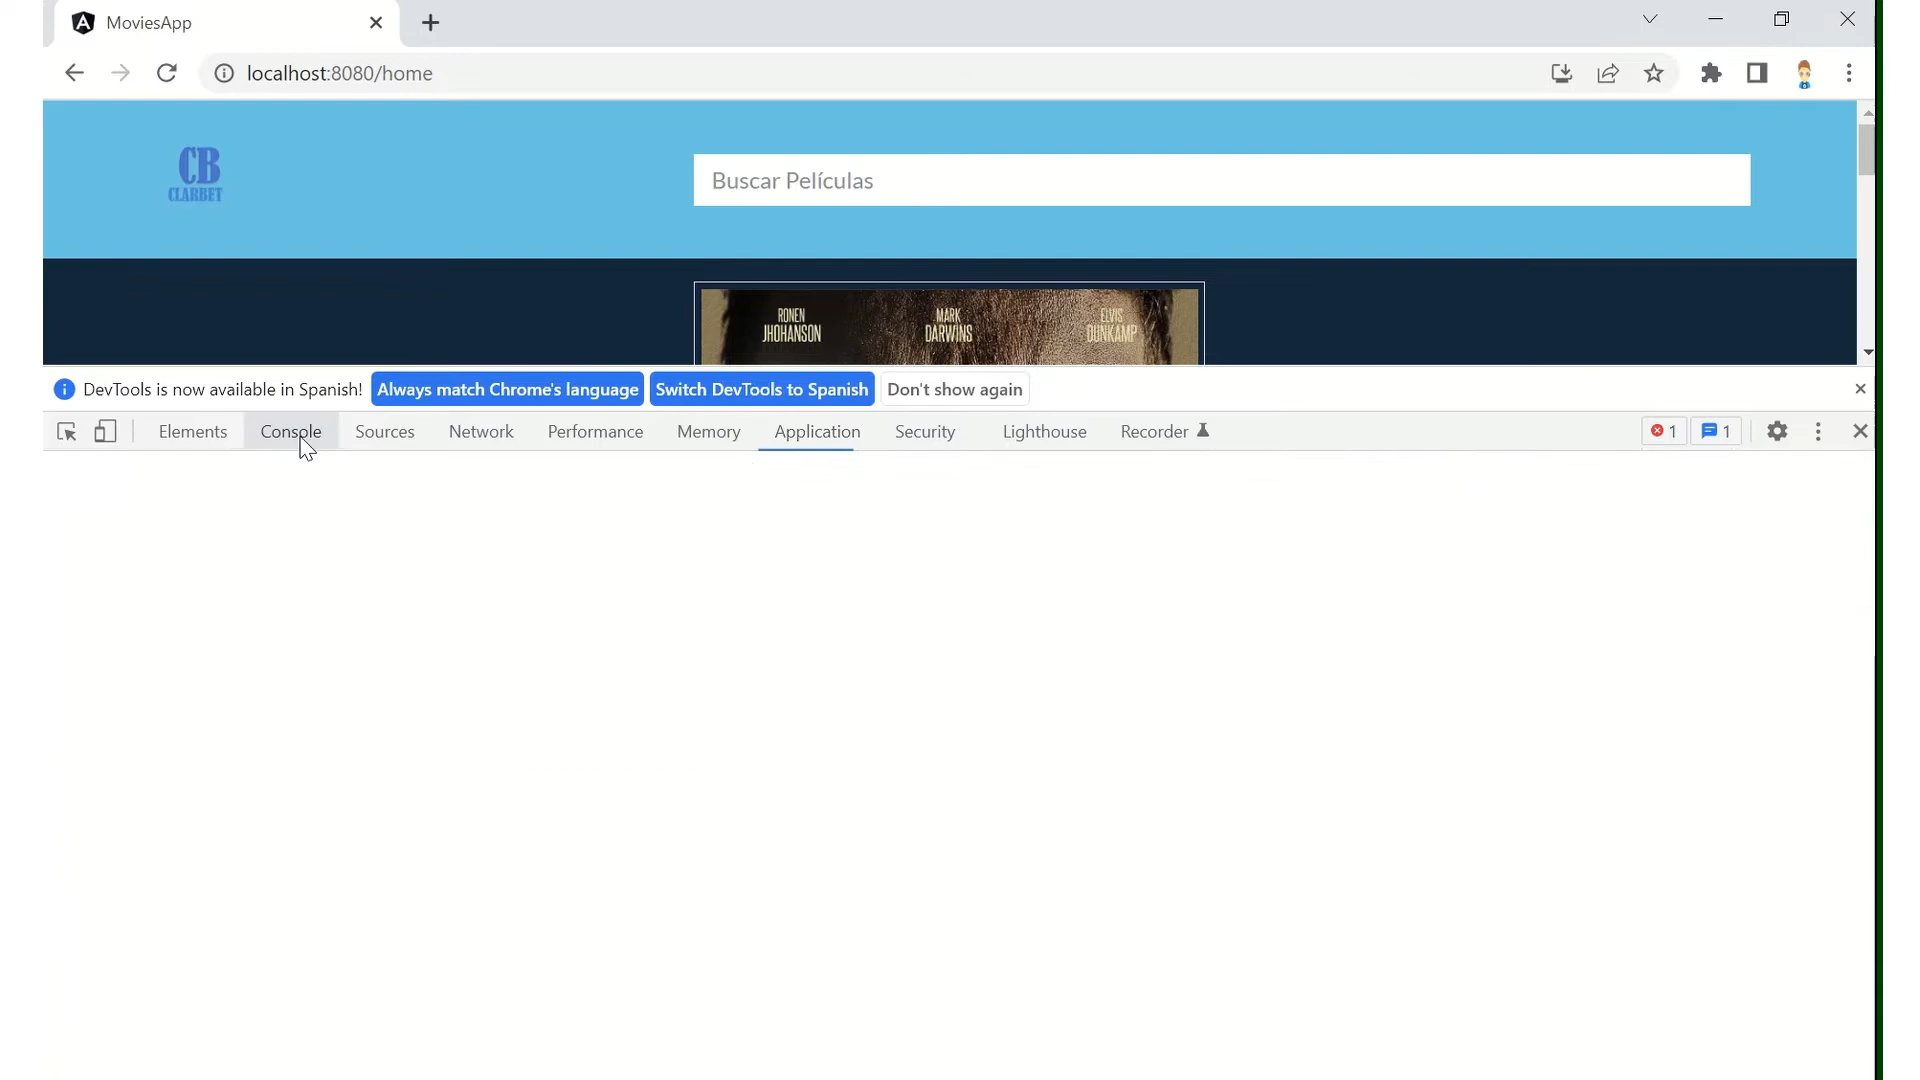 MoviesApp
localhost:8080/home
CB
CLARBET
Buscar Películas
RONEN JHOHANSON
MARK DARWINS
ELVIS DUNKAMP
DevTools is now available in Spanish! Always match Chrome's language Switch DevTools to Spanish Don't show again
Elements Console Sources Network Performance Memory Application Security Lighthouse Recorder 1 1